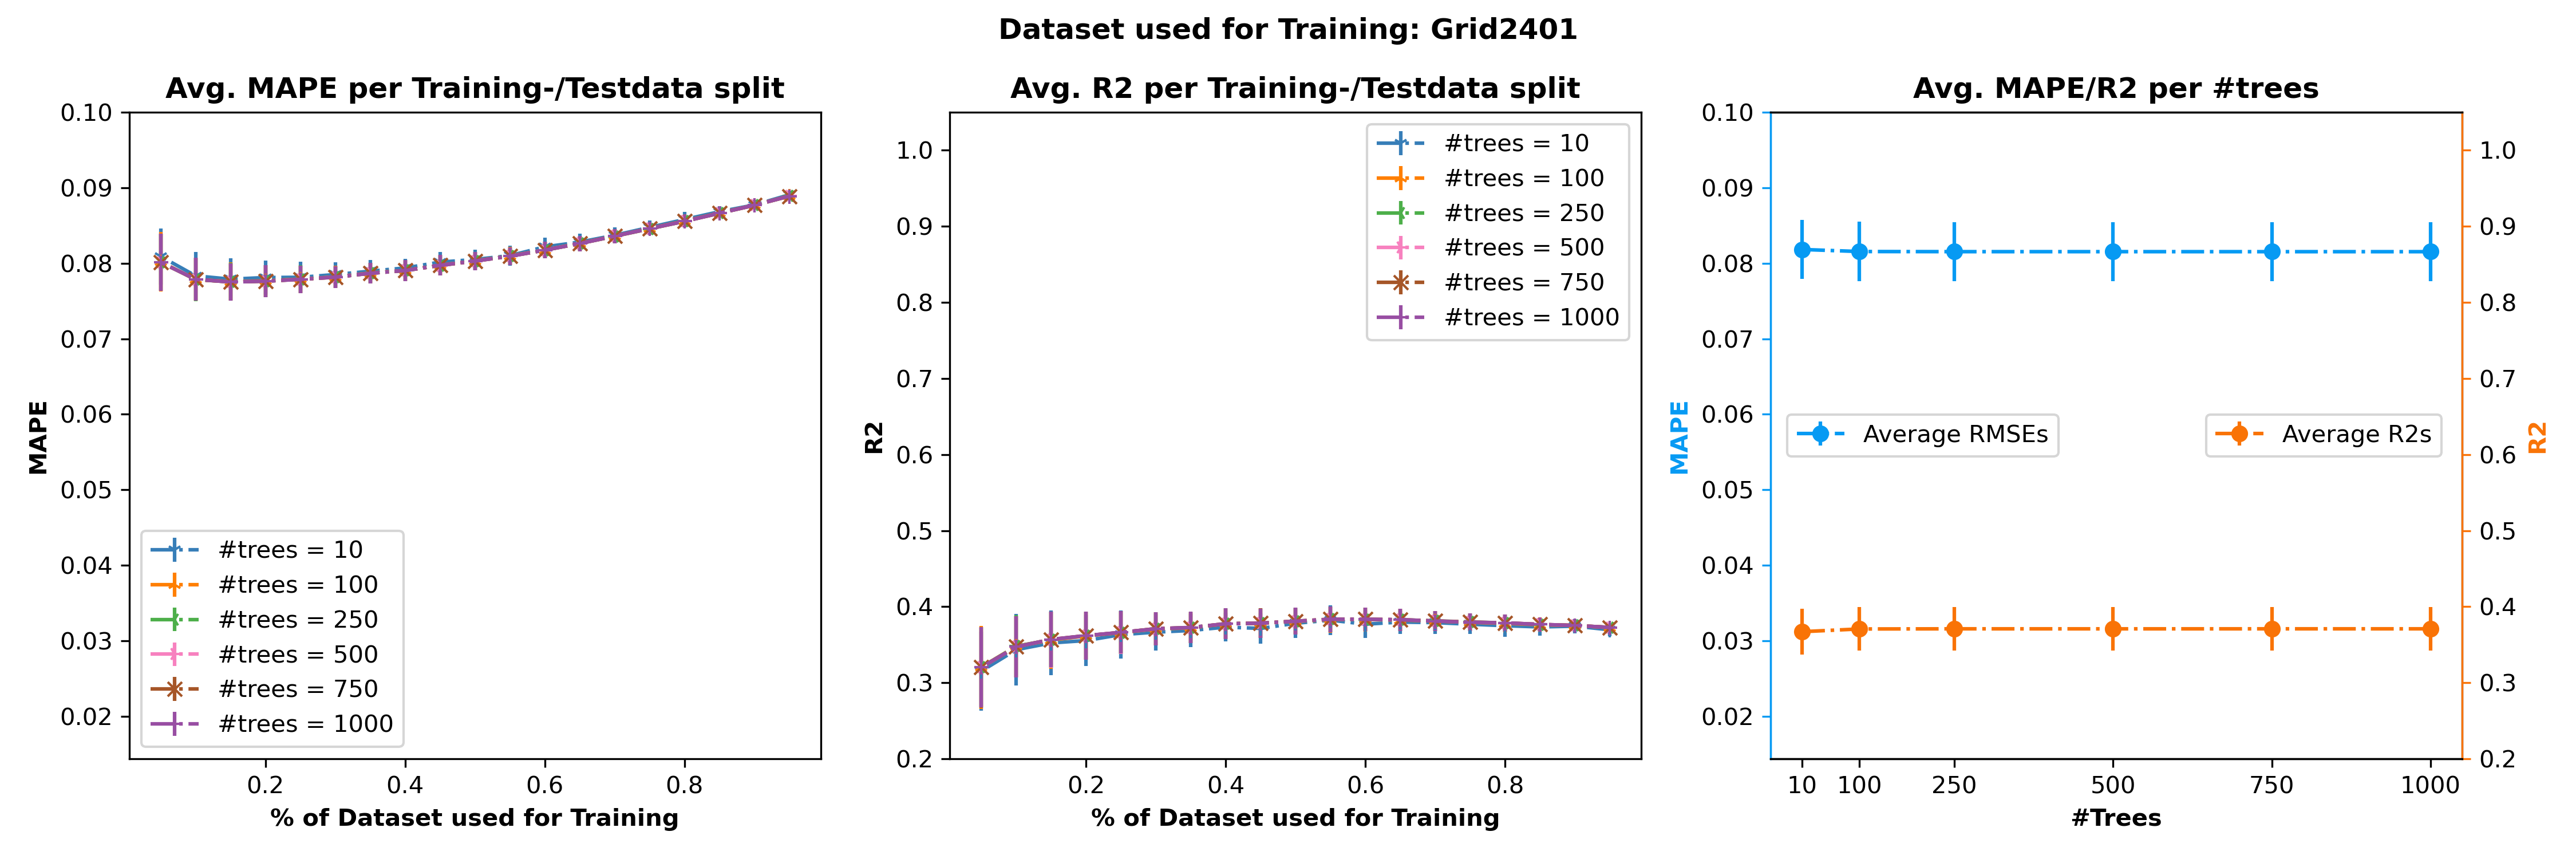 Dataset used for Training: Grid2401
Avg. MAPE per Training-/Testdata split
0.10
0.09
0.08
0.07
0.06
0.05
0.04
0.03
0.02
MAPE
#trees = 10
#trees = 100
#trees = 250
#trees = 500
#trees = 750
#trees = 1000
0.2 0.4 0.6 0.8
% of Dataset used for Training
Avg. R2 per Training-/Testdata split
1.0
0.9
0.8
0.7
0.6
0.5
0.4
0.3
0.2
R2
#trees = 10
#trees = 100
#trees = 250
#trees = 500
#trees = 750
#trees = 1000
0.2 0.4 0.6 0.8
% of Dataset used for Training
Avg. MAPE/R2 per #trees
0.10
0.09
0.08
0.07
0.06
0.05
0.04
0.03
0.02
MAPE
Average RMSEs
Average R2s
1.0
0.9
0.8
0.7
0.6
0.5
0.4
0.3
0.2
R2
10 100 250 500 750 1000
#Trees